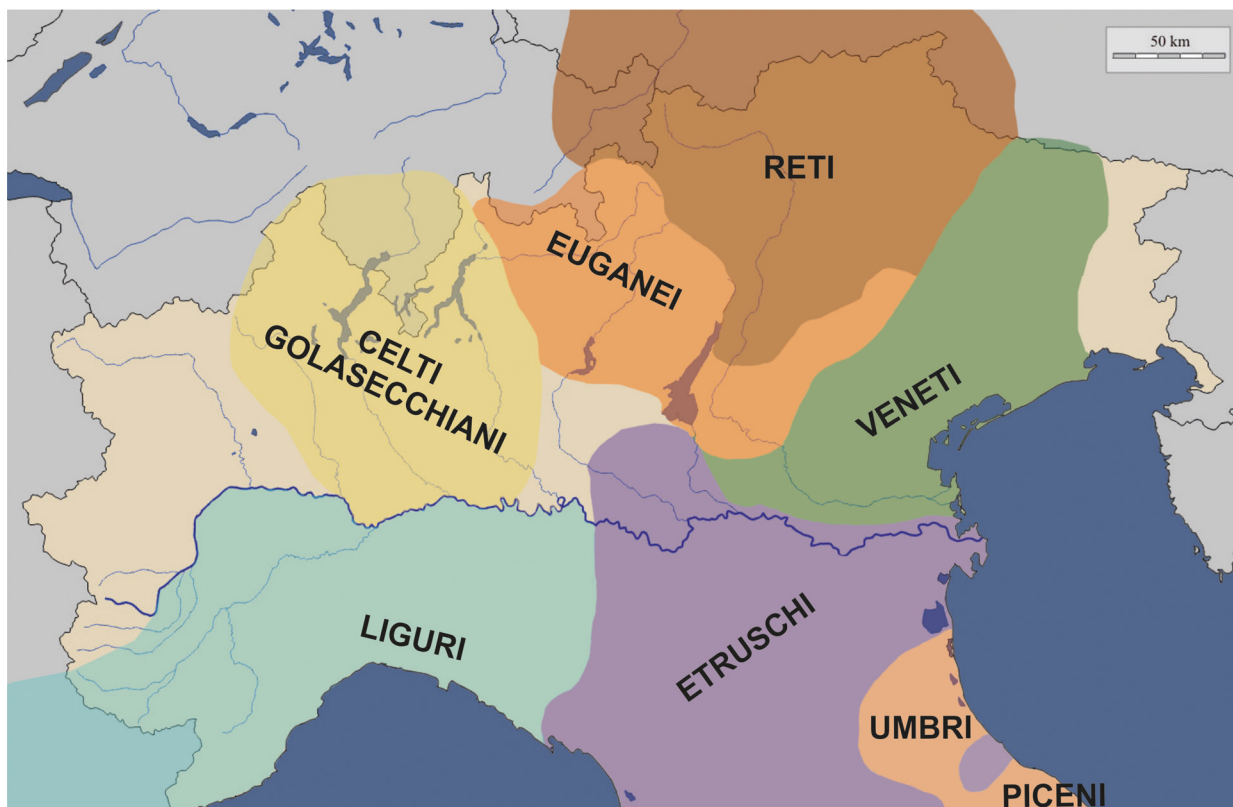 50 km
RETI
EUGANEI
CELTI
GOLASECCHIANI
VENETI
LIGURI
ETRUSCHI
UMBRI
PICENI